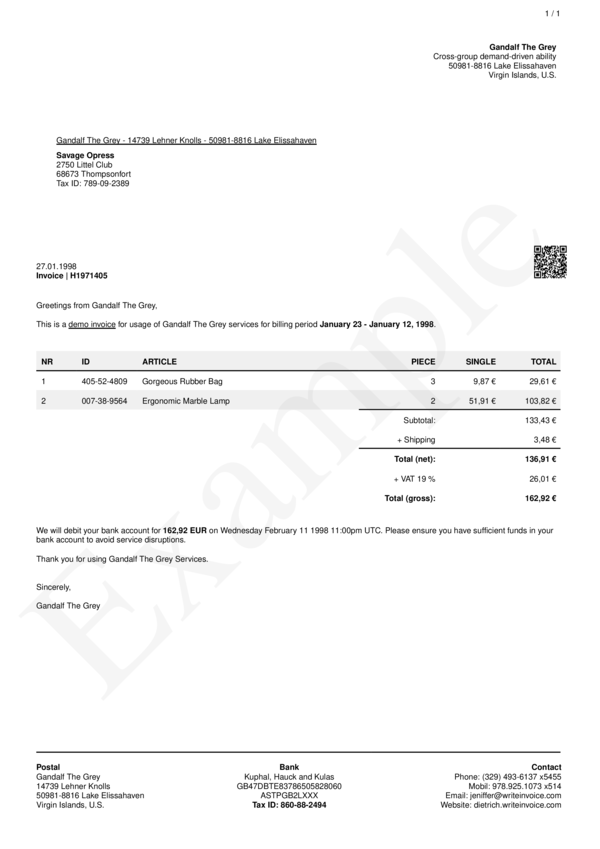 1 / 1
Gandalf The Grey
Cross-group demand-driven ability
50981-8816 Lake Elissahaven
Virgin Islands, U.S.
Gandalf The Grey - 14739 Lehner Knolls - 50981-8816 Lake Elissahaven
Savage Opress
2750 Littel Club
68673 Thompsonfort
Tax ID: 789-09-2389
27.01.1998
Invoice | H1971405
Greetings from Gandalf The Grey,
This is a demo invoice for usage of Gandalf The Grey services for billing period January 23 - January 12, 1998.
NR ID ARTICLE PIECE SINGLE TOTAL
1 405-52-4809 Gorgeous Rubber Bag 3 9,87 € 29,61 €
2 007-38-9564 Ergonomic Marble Lamp 2 51,91 € 103,82 €
Subtotal: 133,43 €
+ Shipping 3,48 €
Total (net): 136,91 €
+ VAT 19 % 26,01 €
Total (gross): 162,92 €
We will debit your bank account for 162,92 EUR on Wednesday February 11 1998 11:00pm UTC. Please ensure you have sufficient funds in your
bank account to avoid service disruptions.
Thank you for using Gandalf The Grey Services.
Sincerely,
Gandalf The Grey
Example
Postal Bank Contact
Gandalf The Grey Kuphal, Hauck and Kulas Phone: (329) 493-6137 x5455
14739 Lehner Knolls GB47DBTE83786505828060 Mobil: 978.925.1073 x514
50981-8816 Lake Elissahaven ASTPGB2LXXX Email: jeniffer@writeinvoice.com
Virgin Islands, U.S. Tax ID: 860-88-2494 Website: dietrich.writeinvoice.com